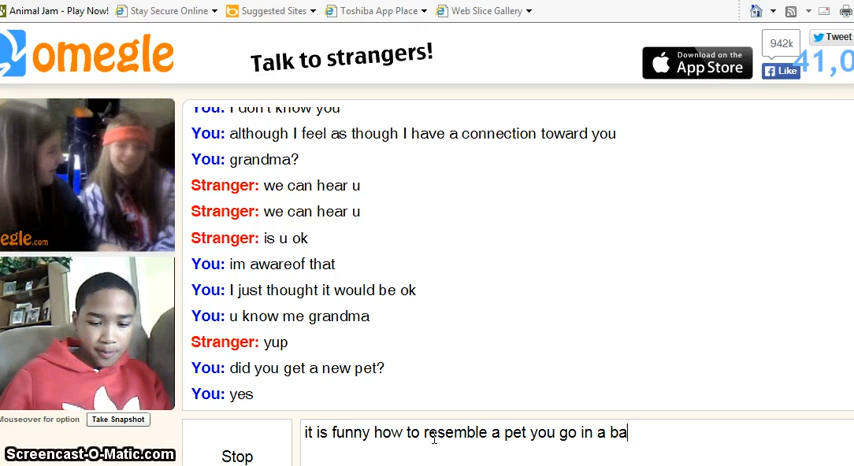 Animal Jam - Play Now! Stay Secure Online Suggested Sites Toshiba App Place Web Slice Gallery
omegle
Talk to strangers!
Download on the
App Store
942k
Like
Tweet
41,0
You: I don't know you
You: although I feel as though I have a connection toward you
You: grandma?
Stranger: we can hear u
Stranger: we can hear u
Stranger: is u ok
You: im awareof that
You: I just thought it would be ok
You: u know me grandma
Stranger: yup
You: did you get a new pet?
You: yes
egle.com
Mouseover for option
Take Snapshot
Stop
it is funny how to resemble a pet you go in a ba
Screencast-O-Matic.com